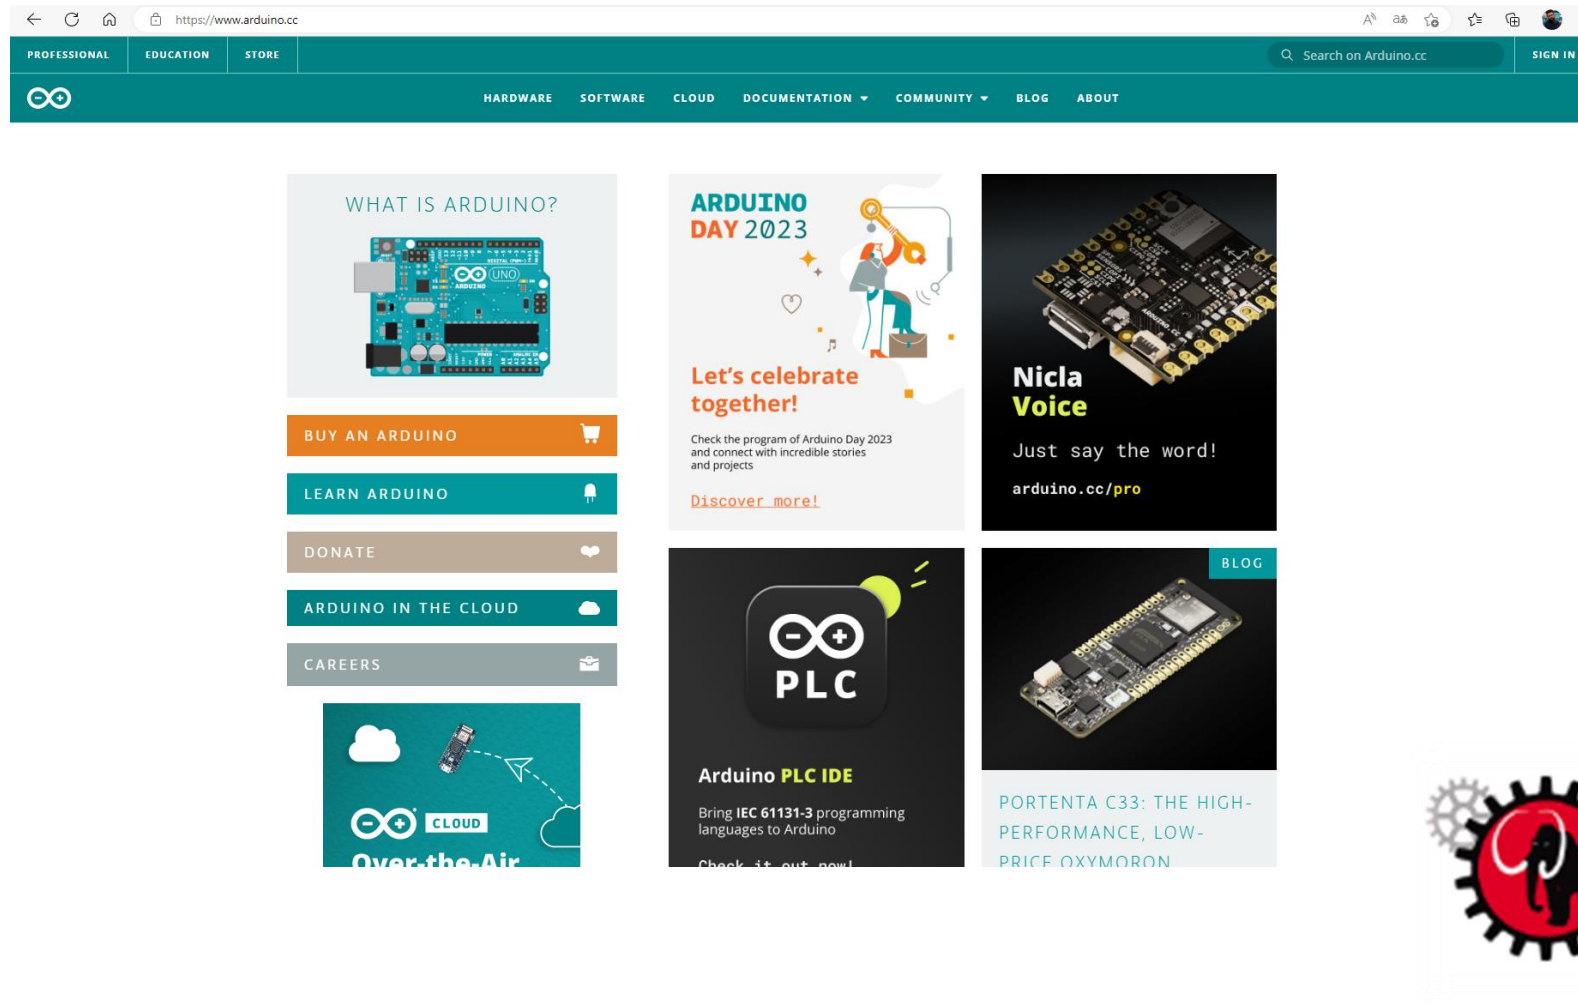 https://www.arduino.cc
PROFESSIONAL
EDUCATION
STORE
Search on Arduino.cc
SIGN IN
HARDWARE
SOFTWARE
CLOUD
DOCUMENTATION
COMMUNITY
BLOG
ABOUT
WHAT IS ARDUINO?
UNO
ARDUINO
BUY AN ARDUINO
LEARN ARDUINO
DONATE
ARDUINO IN THE CLOUD
CAREERS
CLOUD
Over-the-Air
ARDUINO
DAY 2023
Let's celebrate
together!
Check the program of Arduino Day 2023
and connect with incredible stories
and projects
Discover more!
Nicla
Voice
Just say the word!
arduino.cc/pro
PLC
Arduino PLC IDE
Bring IEC 61131-3 programming
languages to Arduino
Check it out now!
BLOG
PORTENTA C33: THE HIGH-
PERFORMANCE, LOW-
PRICE OXYMORON